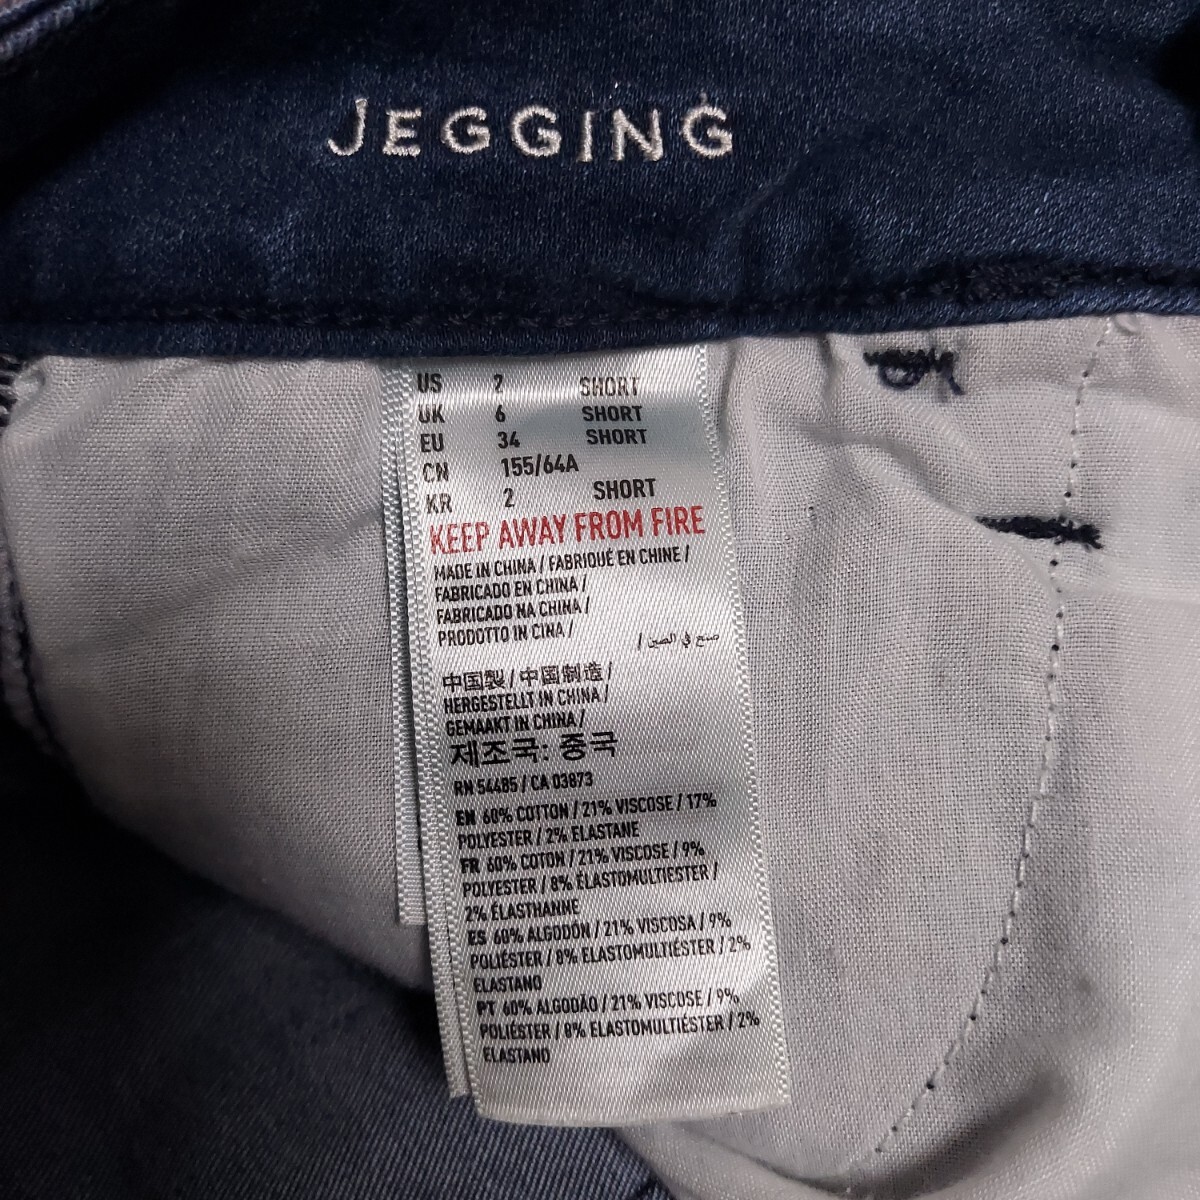 JEGGING
US 2 SHORT
UK 6 SHORT
EU 34 SHORT
CN 155/64A
KR 2 SHORT
KEEP AWAY FROM FIRE
MADE IN CHINA / FABRIQUÉ EN CHINE /
FABRICADO EN CHINA /
FABRICADO NA CHINA /
PRODOTTO IN CINA /
صنع في الصين /
中国製 / 中国制造 /
HERGESTELLT IN CHINA /
GEMAAKT IN CHINA /
제조국: 중국
RN 54485 / CA 03873
EN 60% COTTON / 21% VISCOSE / 17%
POLYESTER / 2% ELASTANE
FR 60% COTON / 21% VISCOSE / 9%
POLYESTER / 8% ÉLASTOMULTIESTER /
2% ÉLASTHANNE
ES 60% ALGODÓN / 21% VISCOSA / 9%
POLIÉSTER / 8% ELASTOMULTIÉSTER / 2%
ELASTANO
PT 60% ALGODÃO / 21% VISCOSE / 9%
POLIÉSTER / 8% ELASTOMULTIÉSTER / 2%
ELASTANO